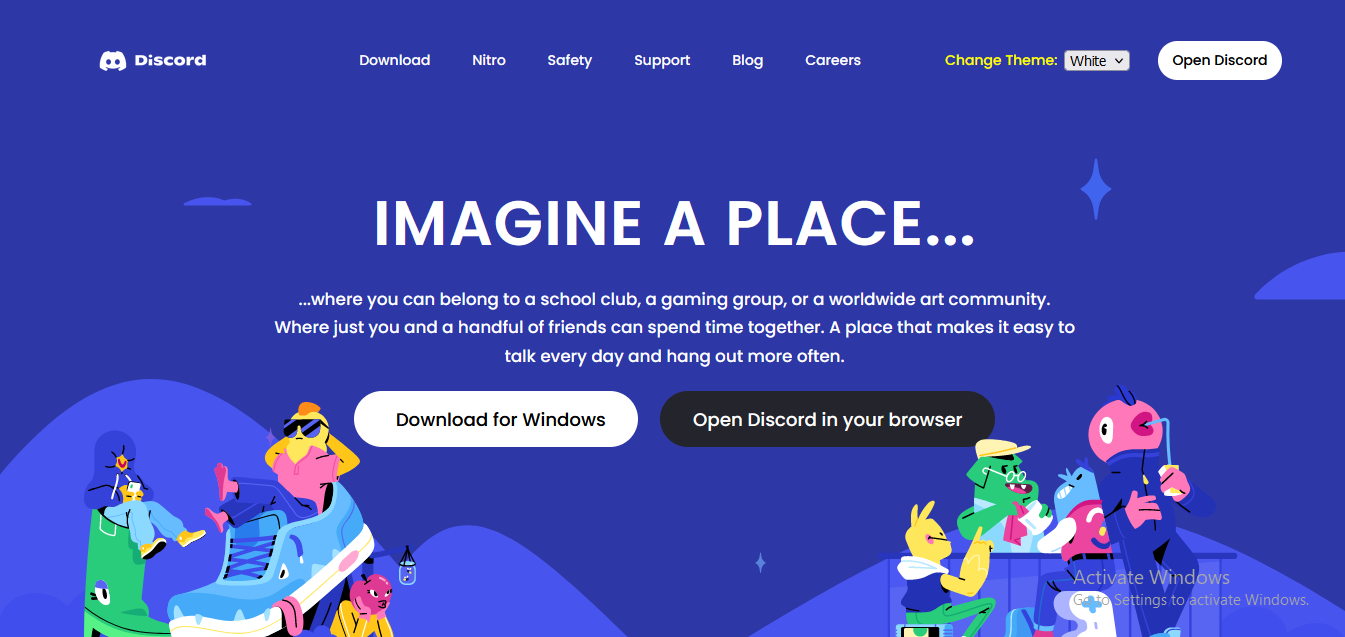 Discord
Download
Nitro
Safety
Support
Blog
Careers
Change Theme:
White
Open Discord
IMAGINE A PLACE...
...where you can belong to a school club, a gaming group, or a worldwide art community.
Where just you and a handful of friends can spend time together. A place that makes it easy to
talk every day and hang out more often.
Download for Windows
Open Discord in your browser
Activate Windows
Go to Settings to activate Windows.